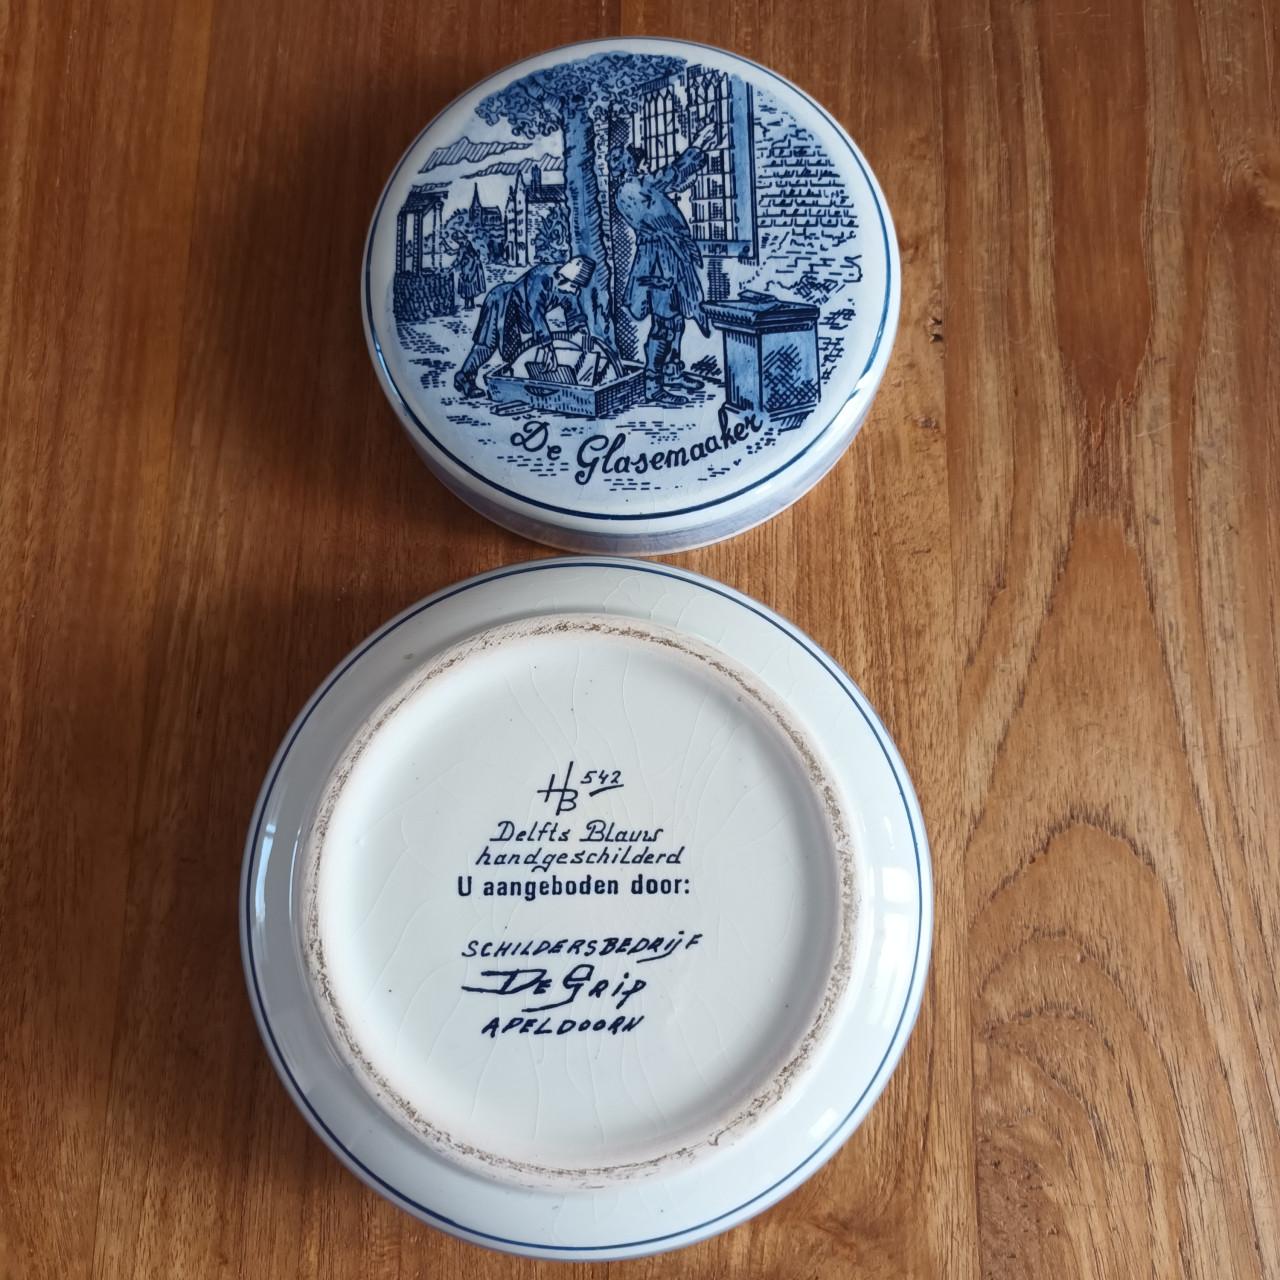 De Glasemaaker
HB 542
Delfts Blauw
handgeschilderd
U aangeboden door:
SCHILDERSBEDRIJF
DE GRIP
APELDOORN